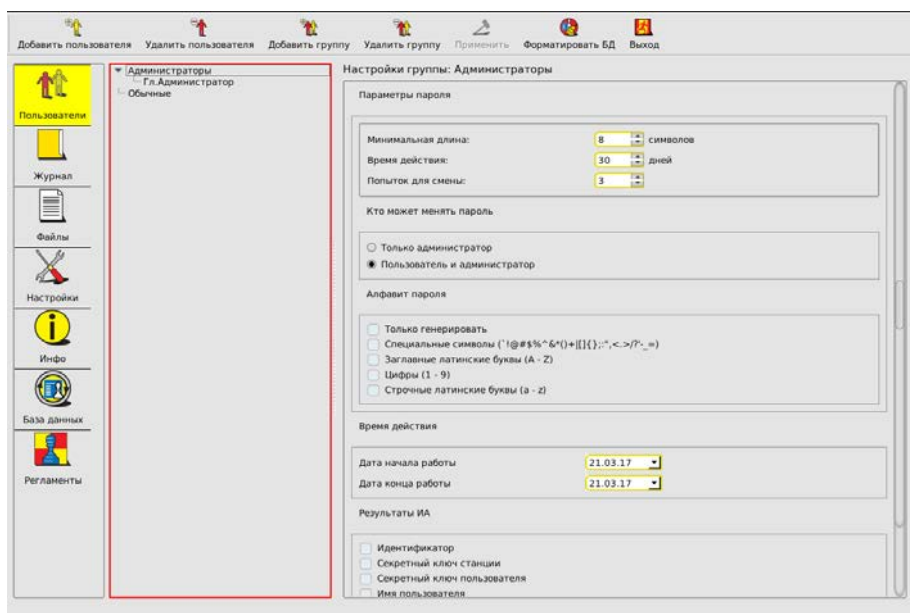 Добавить пользователя Удалить пользователя Добавить группу Удалить группу Применить Форматировать БД Выход
Пользователи
Журнал
Файлы
Настройки
Инфо
База данных
Регламенты
Администраторы
Гл.Администратор
Обычные
Настройки группы: Администраторы
Параметры пароля
Минимальная длина: 8 символов
Время действия: 30 дней
Попыток для смены: 3
Кто может менять пароль
Только администратор
Пользователь и администратор
Алфавит пароля
Только генерировать
Специальные символы (`!@#$%^&*()+|[]{};:",<.>/?'-_=)
Заглавные латинские буквы (A - Z)
Цифры (1 - 9)
Строчные латинские буквы (a - z)
Время действия
Дата начала работы 21.03.17
Дата конца работы 21.03.17
Результаты ИА
Идентификатор
Секретный ключ станции
Секретный ключ пользователя
Имя пользователя